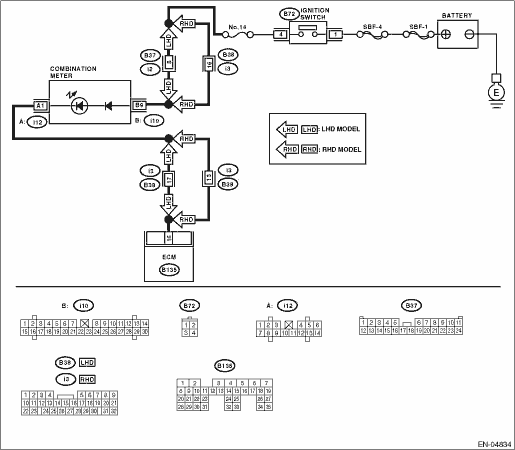 B72 IGNITION SWITCH
BATTERY
No.14
4 1
SBF-4 SBF-1
E
LHD RHD
B37
i2
B38
i3
COMBINATION METER
A1
B6
A: i12
B: i10
LHD RHD
LHD RHD
i2
B38
17
i3
B39
LHD RHD
ECM
B135
LHD LHD : LHD MODEL
RHD RHD : RHD MODEL
B: i10
1 2 3 4 5 6 7 8 9 10 11 12 13 14
15 16 17 18 19 20 21 22 23 24 25 26 27 28 29 30
B72
1 2
3 4
A: i12
1 2 3 4 5 6
7 8 9 10 11 12 13 14
B37
1 2 3 4 5 6 7 8 9 10 11
12 13 14 15 16 17 18 19 20 21 22 23 24
B38 LHD
i3 RHD
1 2 3 4 5 6 7 8 9
10 11 12 13 14 15 16 17 18 19 20 21
22 23 24 25 26 27 28 29 30 31 32
1 2 3 4 5 6 7
8 9 10 11 12 13 14 15 16 17 18 19
20 21 22 23 24 25 26 27
28 29 30 31 32 33 34 35
EN-04834